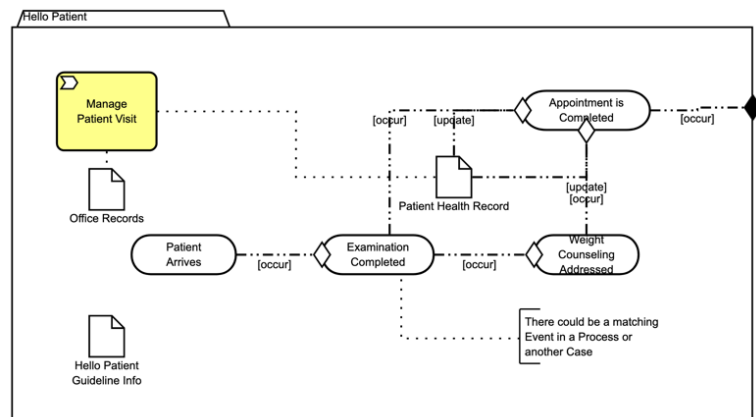 Hello Patient
Manage
Patient Visit
Appointment is
Completed
[occur]
[update]
[occur]
Office Records
Patient Health Record
[update]
[occur]
Patient
Arrives
[occur]
Examination
Completed
[occur]
Weight
Counseling
Addressed
There could be a matching
Event in a Process or
another Case
Hello Patient
Guideline Info